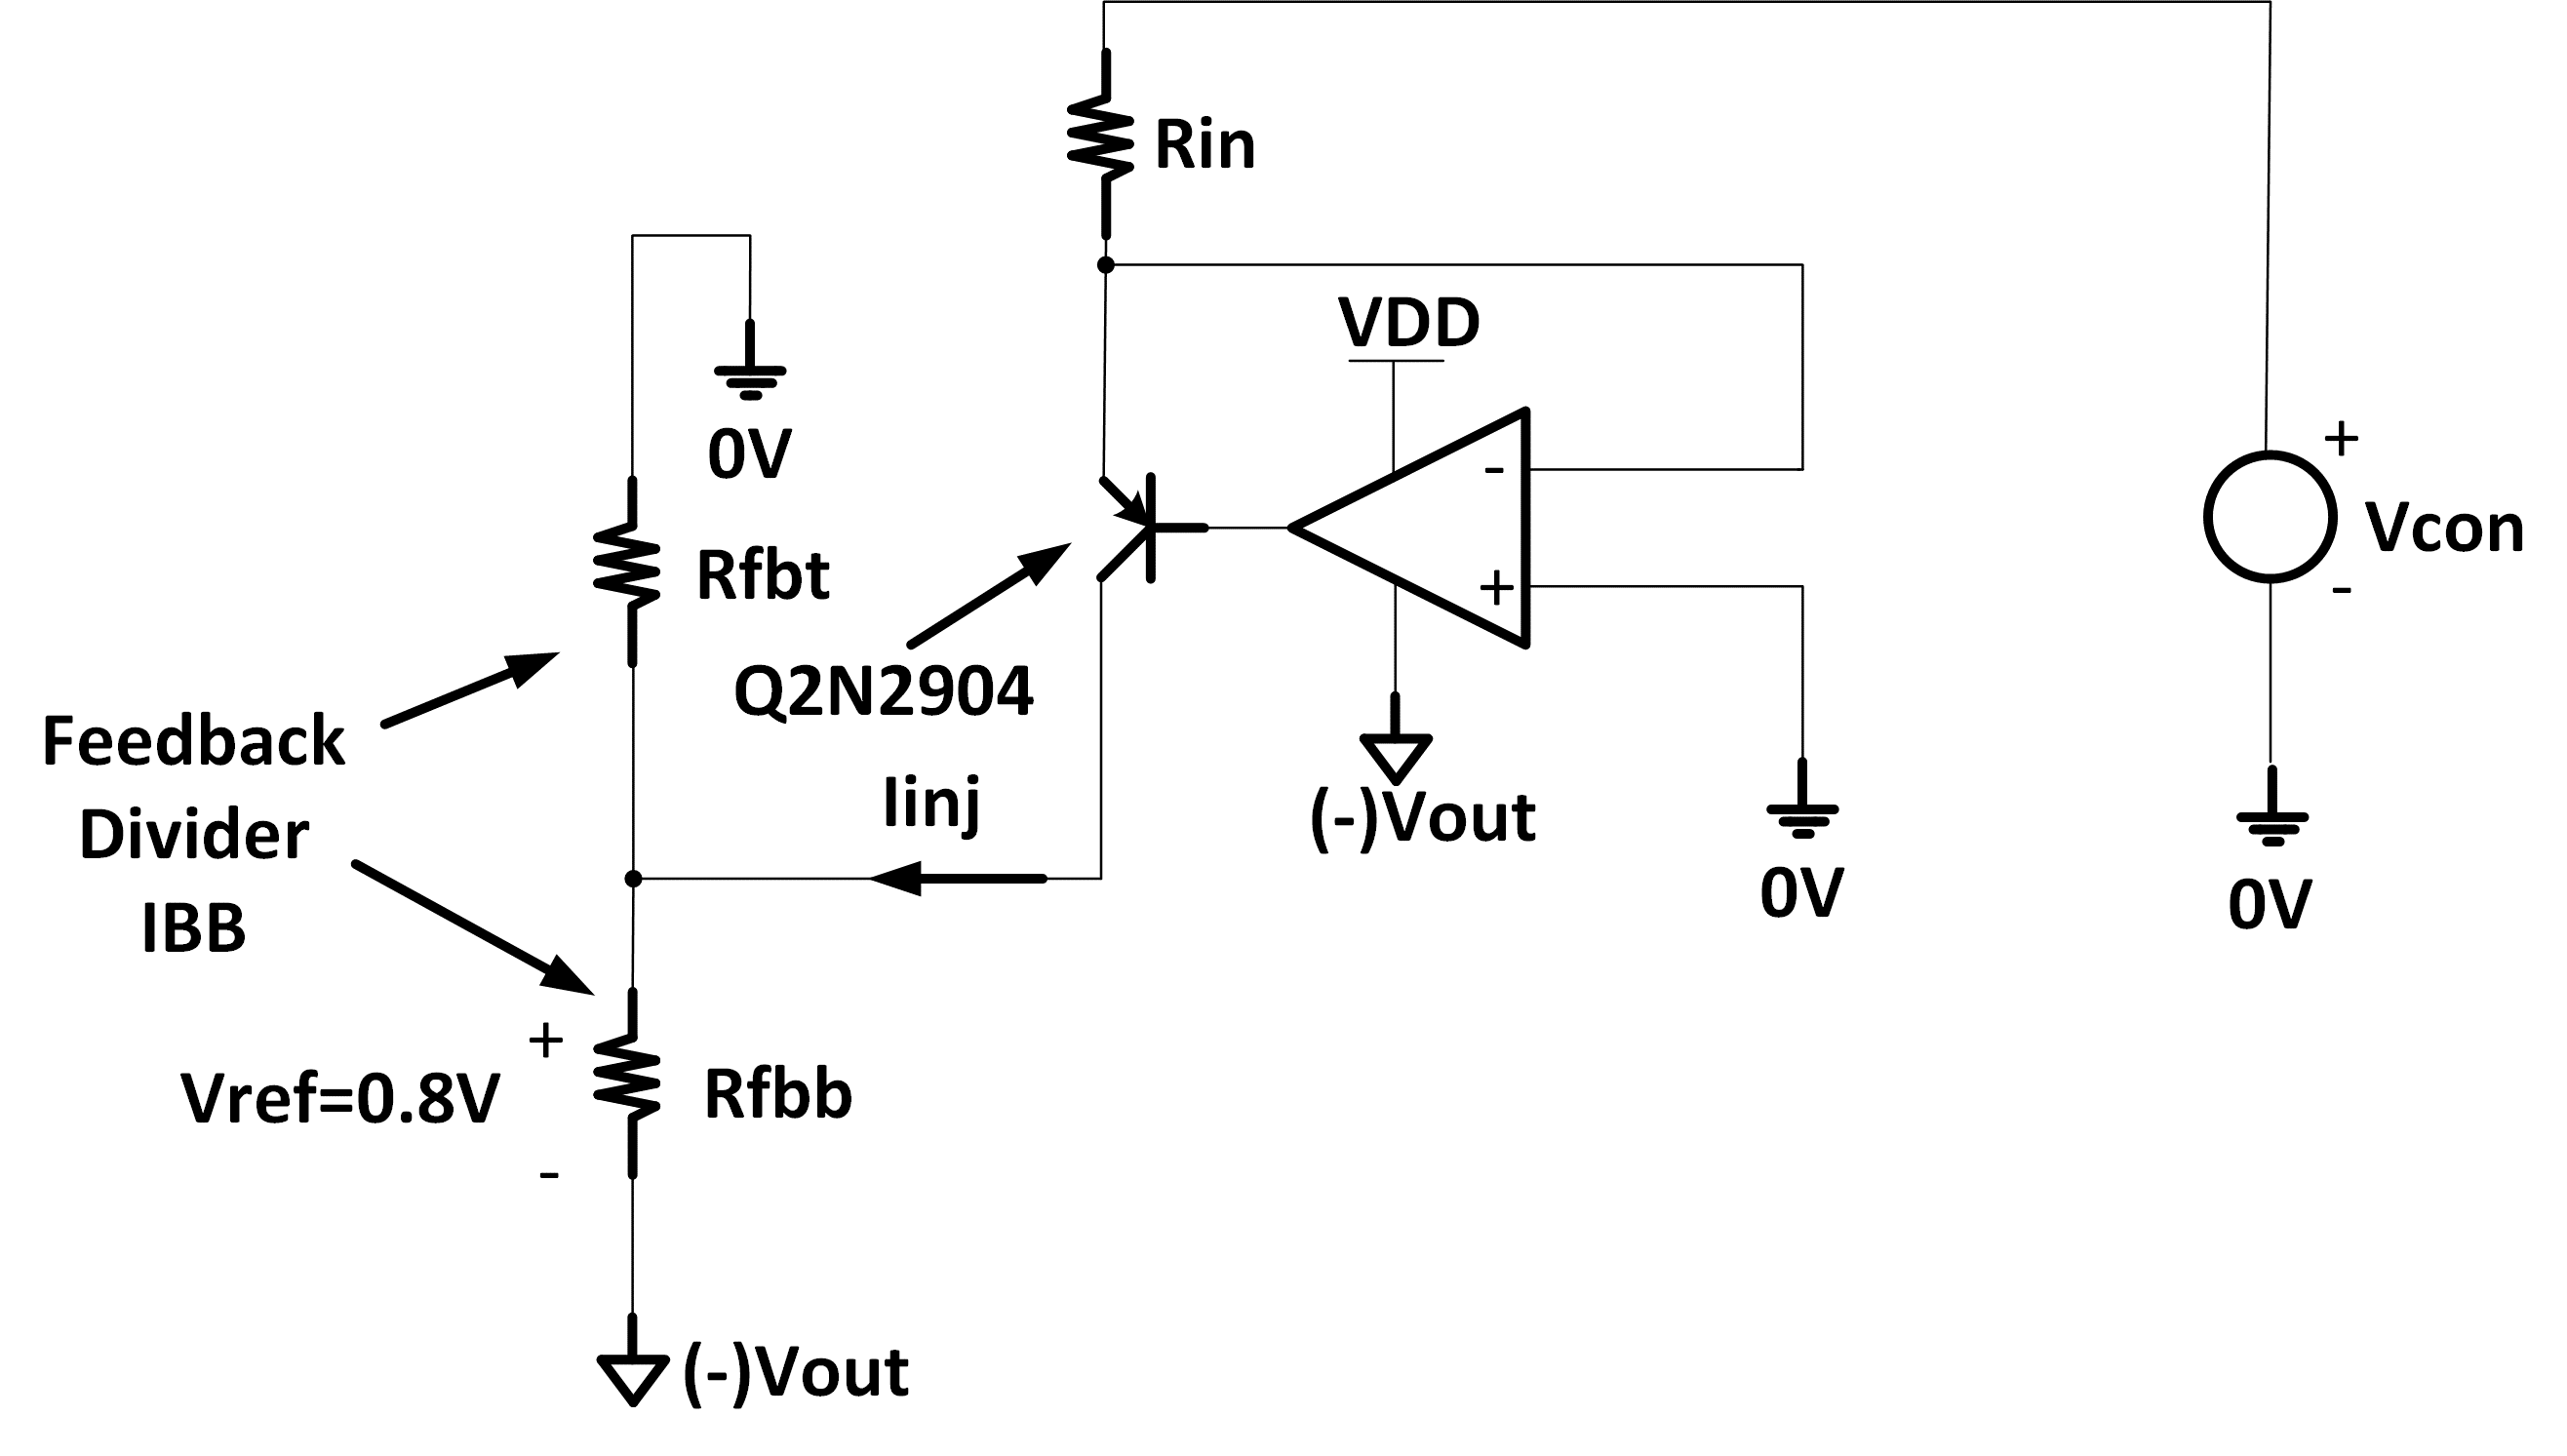 Rin
VDD
0V
-
+
Rfbt
+
Vcon
-
Q2N2904
Feedback
Divider
IBB
Iinj
(-)Vout
0V
0V
+
Vref=0.8V
-
Rfbb
(-)Vout